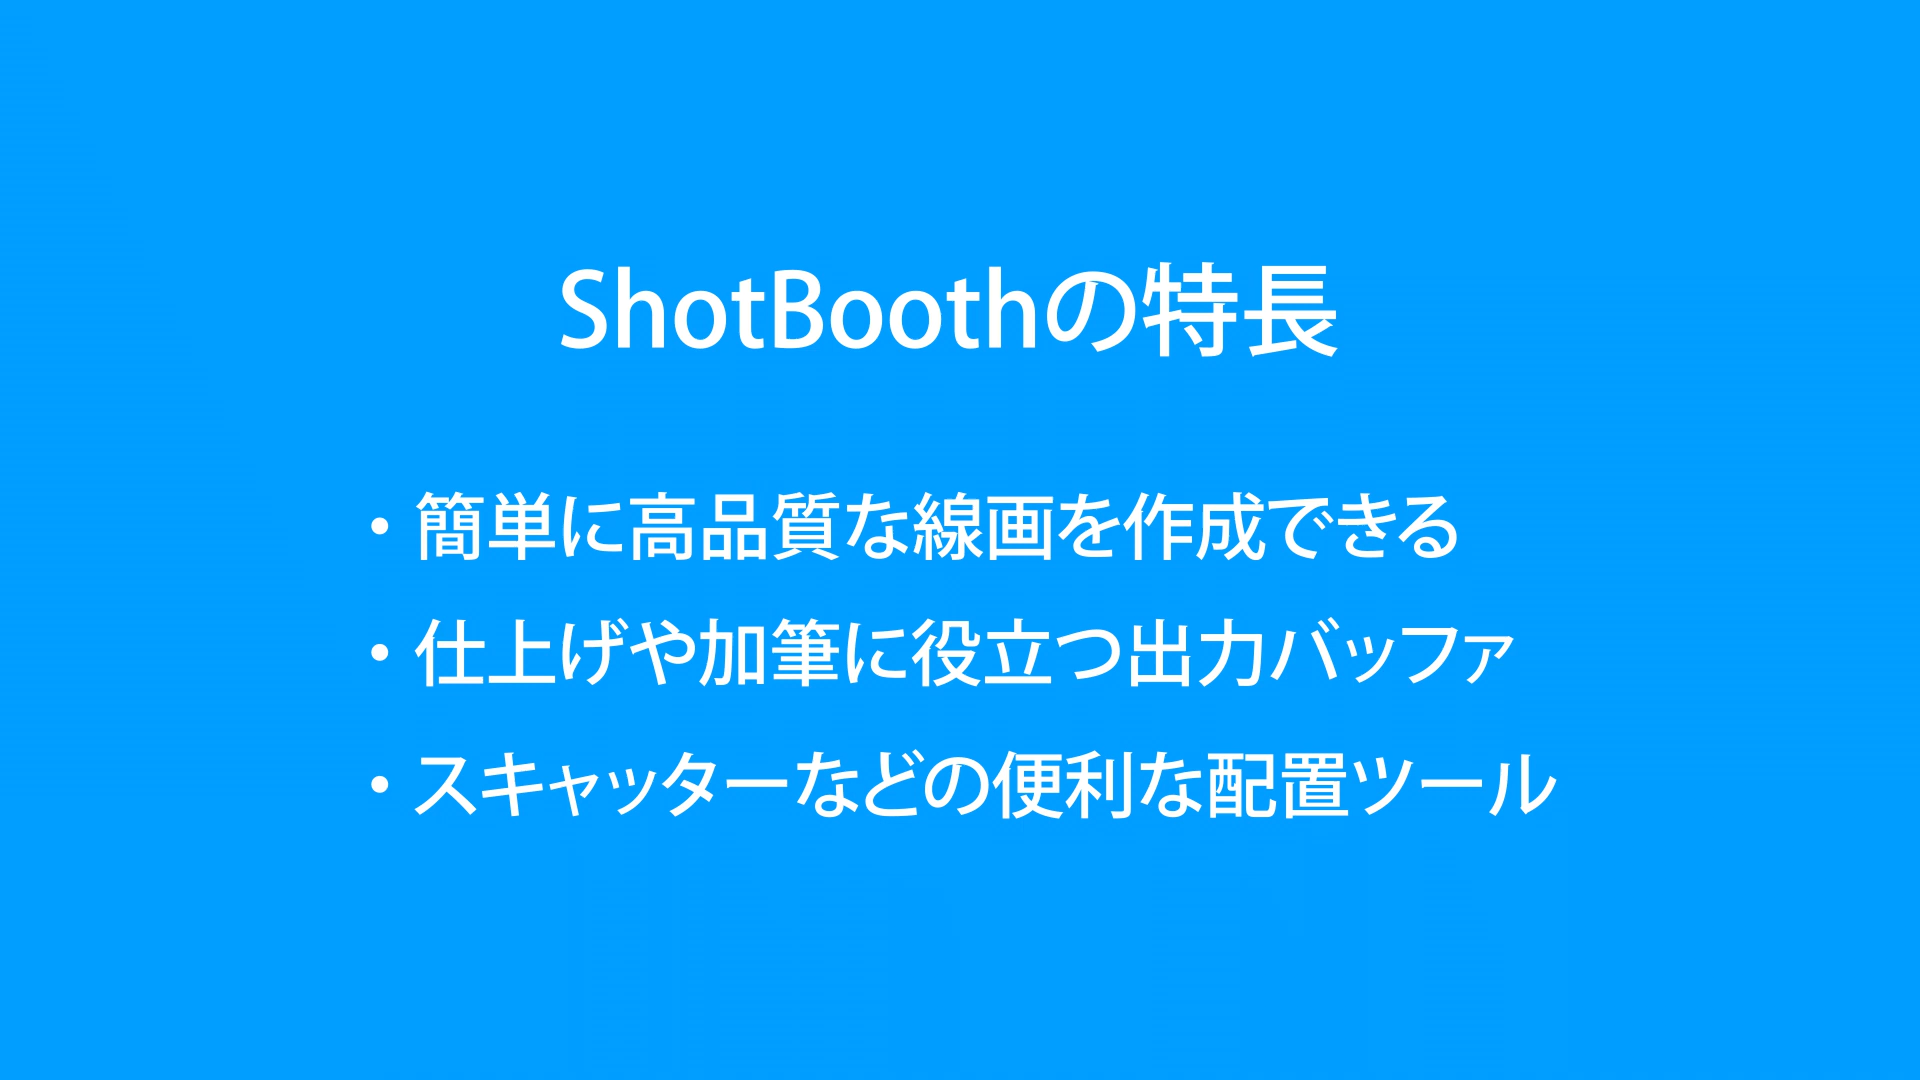 ShotBoothの特長
・簡単に高品質な線画を作成できる
・仕上げや加筆に役立つ出力バッファ
・スキャッターなどの便利な配置ツール